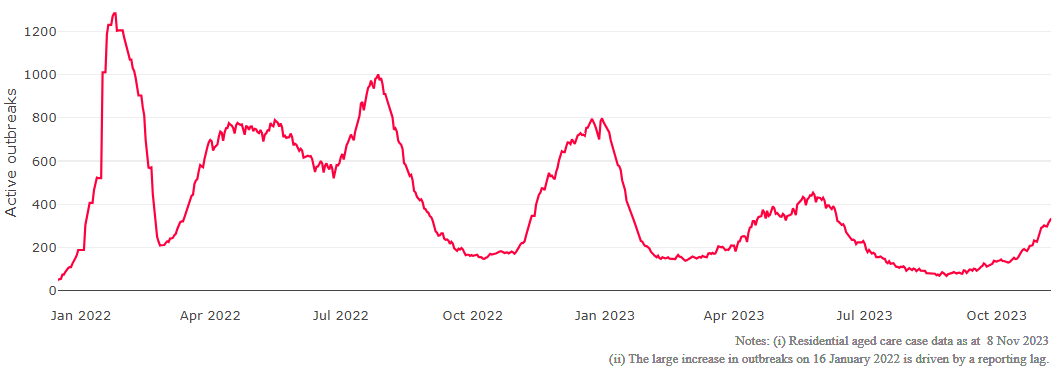 Active outbreaks
1200
1000
800
600
400
200
0
Jan 2022 Apr 2022 Jul 2022 Oct 2022 Jan 2023 Apr 2023 Jul 2023 Oct 2023
Notes: (i) Residential aged care case data as at 8 Nov 2023
(ii) The large increase in outbreaks on 16 January 2022 is driven by a reporting lag.